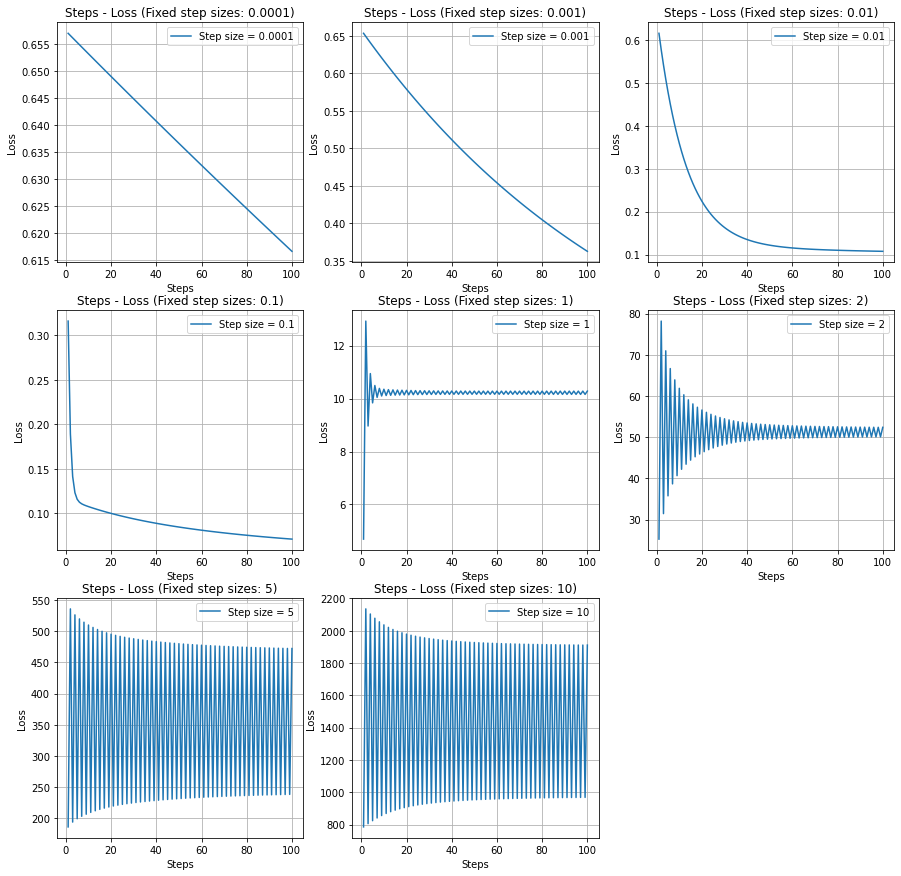 Steps - Loss (Fixed step sizes: 0.0001)
Step size = 0.0001
Loss
0.655
0.650
0.645
0.640
0.635
0.630
0.625
0.620
0.615
0 20 40 60 80 100
Steps
Steps - Loss (Fixed step sizes: 0.001)
Step size = 0.001
Loss
0.65
0.60
0.55
0.50
0.45
0.40
0.35
0 20 40 60 80 100
Steps
Steps - Loss (Fixed step sizes: 0.01)
Step size = 0.01
Loss
0.6
0.5
0.4
0.3
0.2
0.1
0 20 40 60 80 100
Steps
Steps - Loss (Fixed step sizes: 0.1)
Step size = 0.1
Loss
0.30
0.25
0.20
0.15
0.10
0 20 40 60 80 100
Steps
Steps - Loss (Fixed step sizes: 1)
Step size = 1
Loss
12
10
8
6
0 20 40 60 80 100
Steps
Steps - Loss (Fixed step sizes: 2)
Step size = 2
Loss
80
70
60
50
40
30
0 20 40 60 80 100
Steps
Steps - Loss (Fixed step sizes: 5)
Step size = 5
Loss
550
500
450
400
350
300
250
200
0 20 40 60 80 100
Steps
Steps - Loss (Fixed step sizes: 10)
Step size = 10
Loss
2200
2000
1800
1600
1400
1200
1000
800
0 20 40 60 80 100
Steps